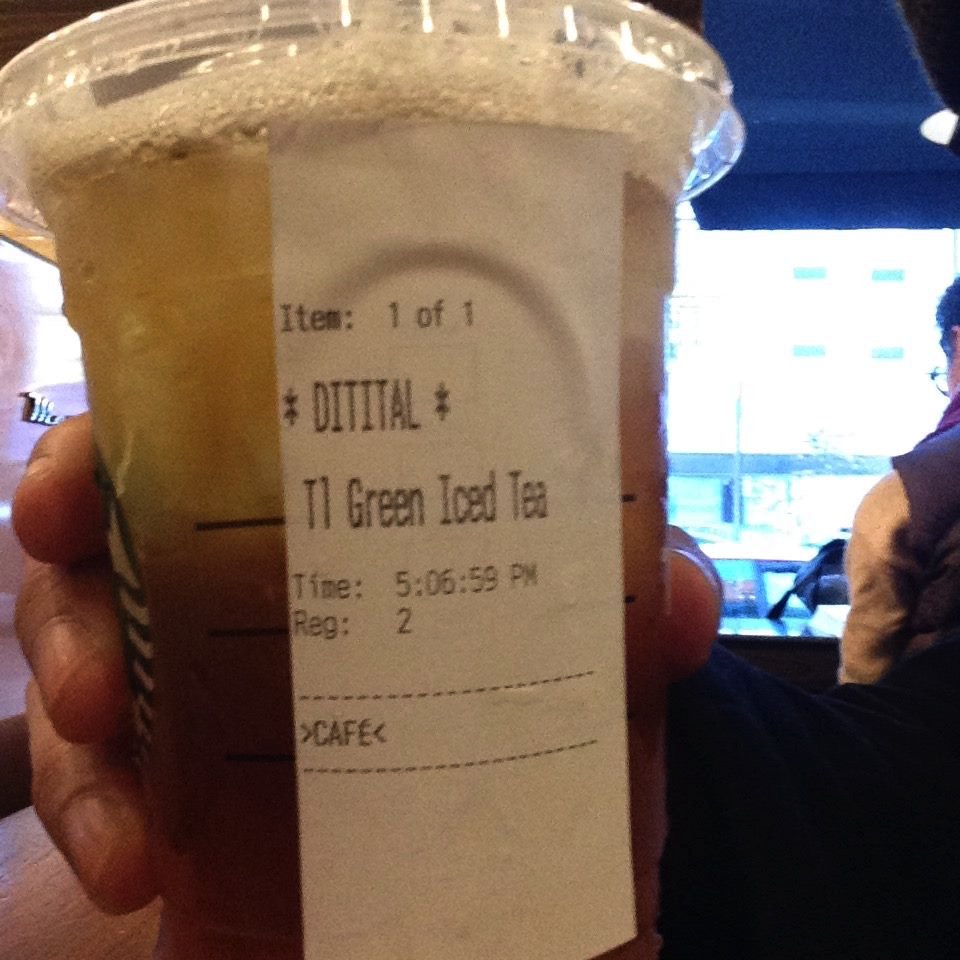 Item: 1 of 1
* DITITAL *
T1 Green Iced Tea
Time: 5:06:59 PM
Reg: 2
>CAFE<